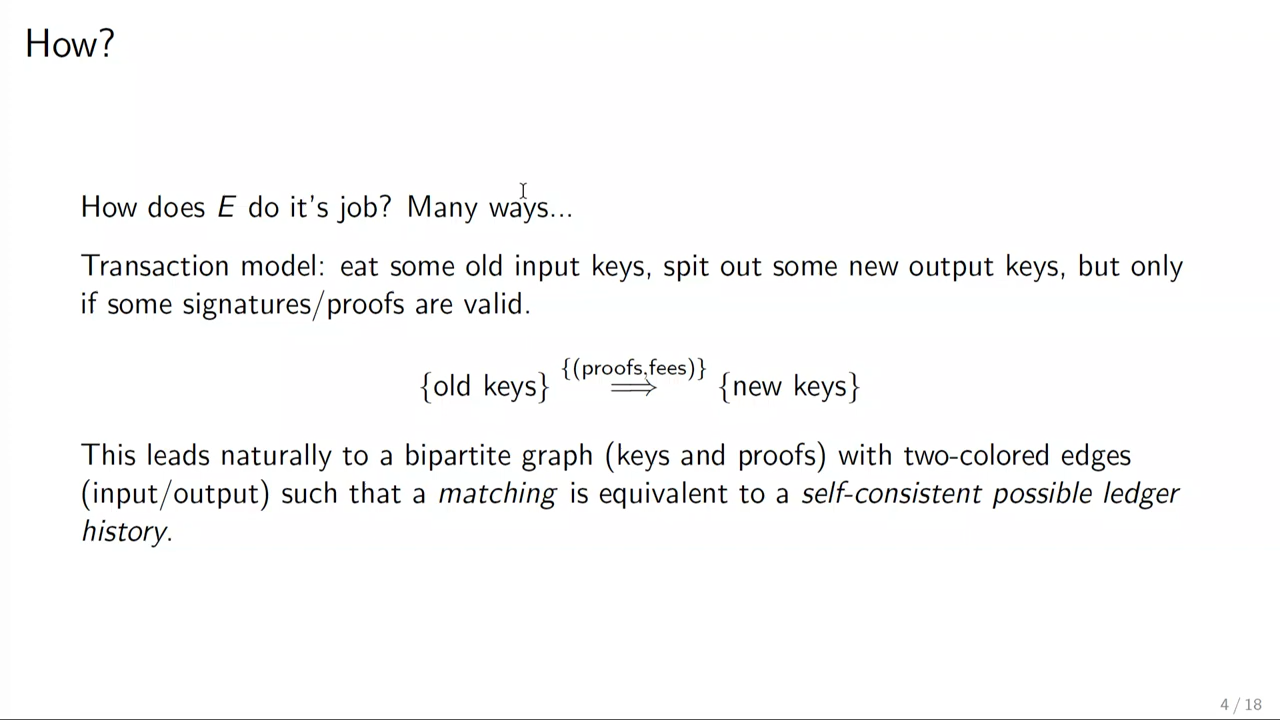 How?
How does E do it's job? Many ways...
Transaction model: eat some old input keys, spit out some new output keys, but only
if some signatures/proofs are valid.
{(proofs,fees)}
{old keys} ⟹ {new keys}
This leads naturally to a bipartite graph (keys and proofs) with two-colored edges
(input/output) such that a matching is equivalent to a self-consistent possible ledger
history.
4 / 18